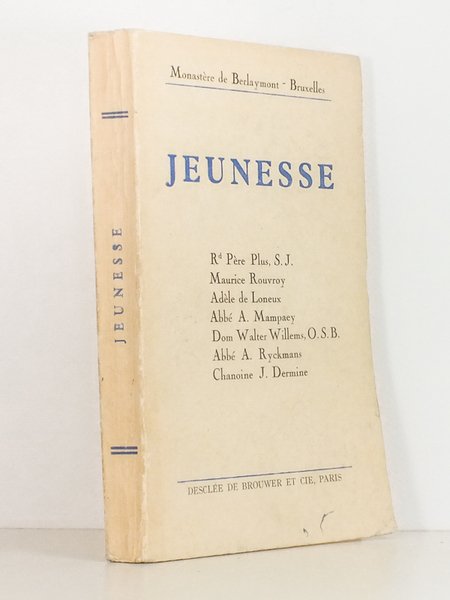 Monastère de Berlaymont - Bruxelles
JEUNESSE
Rd Père Plus, S. J.
Maurice Rouvroy
Adèle de Loneux
Abbé A. Mampaey
Dom Walter Willems, O. S. B.
Abbé A. Ryckmans
Chanoine J. Dermine
DESCLÉE DE BROUWER ET CIE, PARIS
JEUNESSE